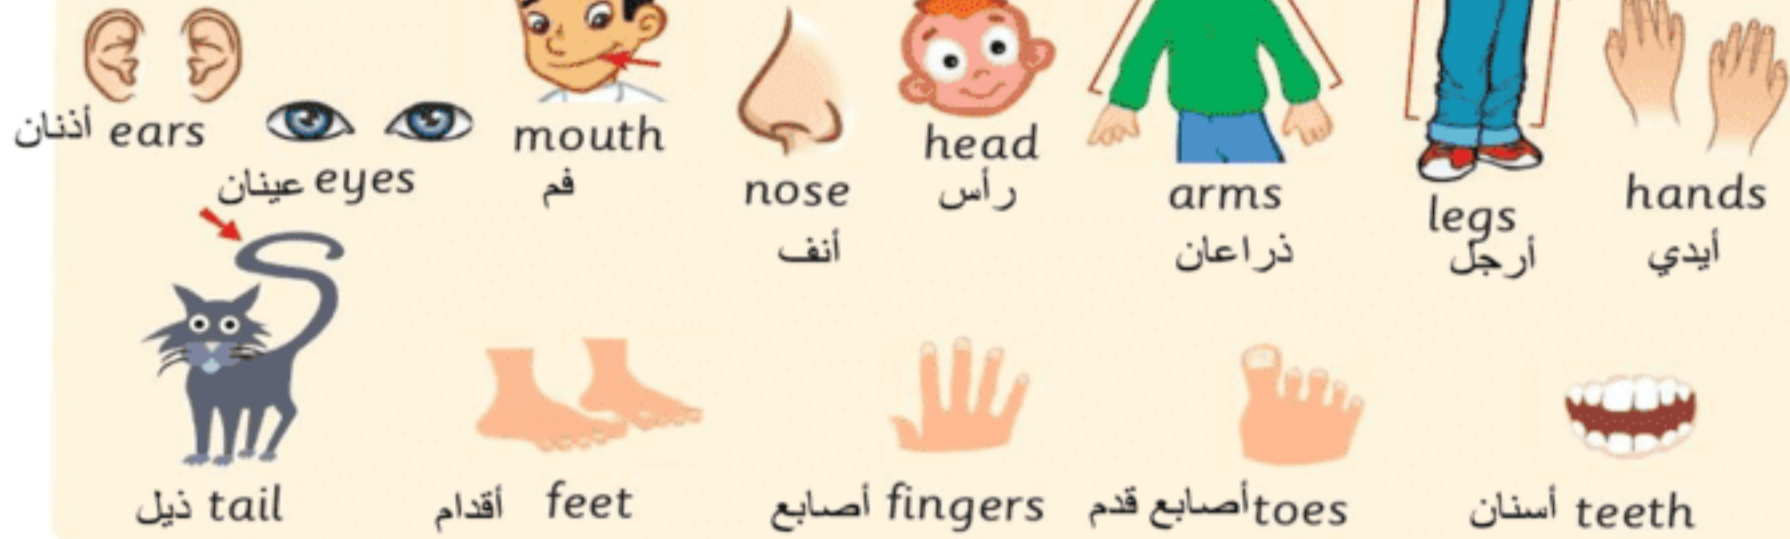 أذنان ears
عينان eyes
mouth
فم
nose
أنف
head
رأس
arms
ذراعان
legs
أرجل
hands
أيدي
ذيل tail
أقدام feet
أصابع fingers
أصابع قدم toes
أسنان teeth